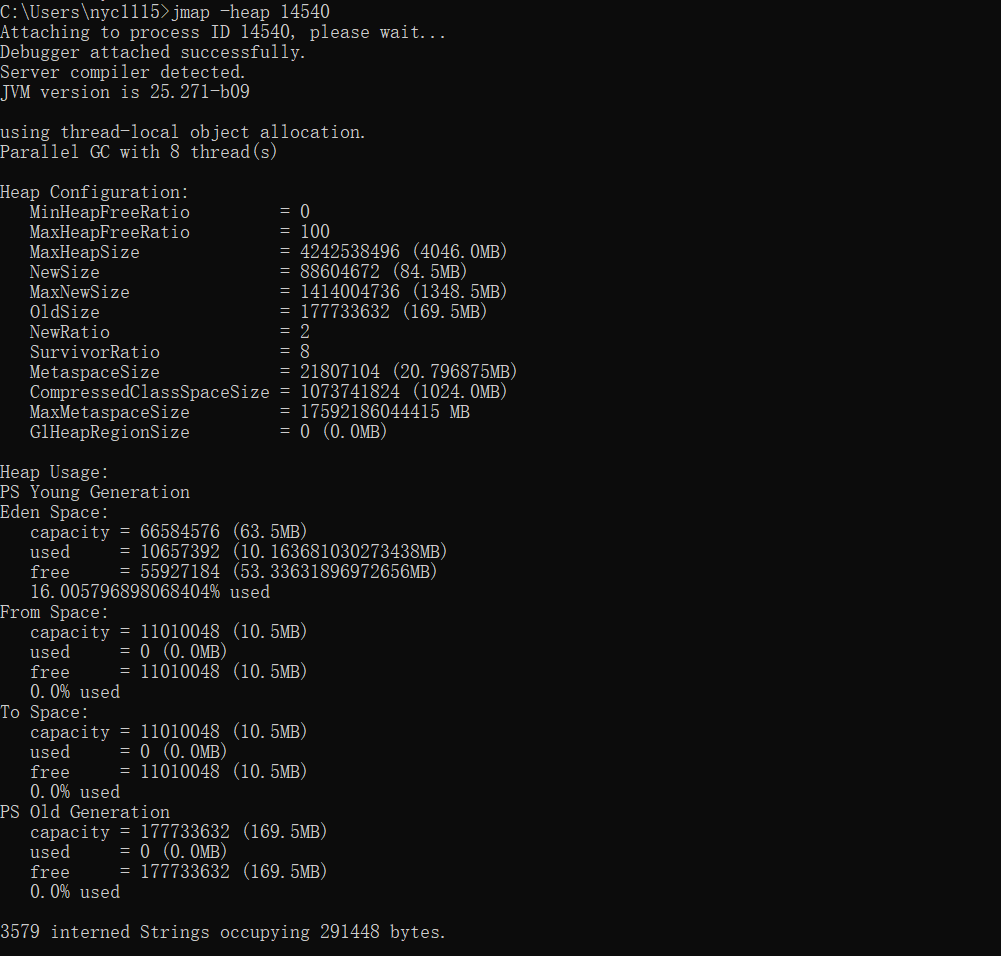 C:\Users\nyc1115>jmap -heap 14540
Attaching to process ID 14540, please wait...
Debugger attached successfully.
Server compiler detected.
JVM version is 25.271-b09
using thread-local object allocation.
Parallel GC with 8 thread(s)
Heap Configuration:
MinHeapFreeRatio = 0
MaxHeapFreeRatio = 100
MaxHeapSize = 4242538496 (4046.0MB)
NewSize = 88604672 (84.5MB)
MaxNewSize = 1414004736 (1348.5MB)
OldSize = 177733632 (169.5MB)
NewRatio = 2
SurvivorRatio = 8
MetaspaceSize = 21807104 (20.796875MB)
CompressedClassSpaceSize = 1073741824 (1024.0MB)
MaxMetaspaceSize = 17592186044415 MB
G1HeapRegionSize = 0 (0.0MB)
Heap Usage:
PS Young Generation
Eden Space:
capacity = 66584576 (63.5MB)
used = 10657392 (10.163681030273438MB)
free = 55927184 (53.33631896972656MB)
16.005796898068404% used
From Space:
capacity = 11010048 (10.5MB)
used = 0 (0.0MB)
free = 11010048 (10.5MB)
0.0% used
To Space:
capacity = 11010048 (10.5MB)
used = 0 (0.0MB)
free = 11010048 (10.5MB)
0.0% used
PS Old Generation
capacity = 177733632 (169.5MB)
used = 0 (0.0MB)
free = 177733632 (169.5MB)
0.0% used
3579 interned Strings occupying 291448 bytes.